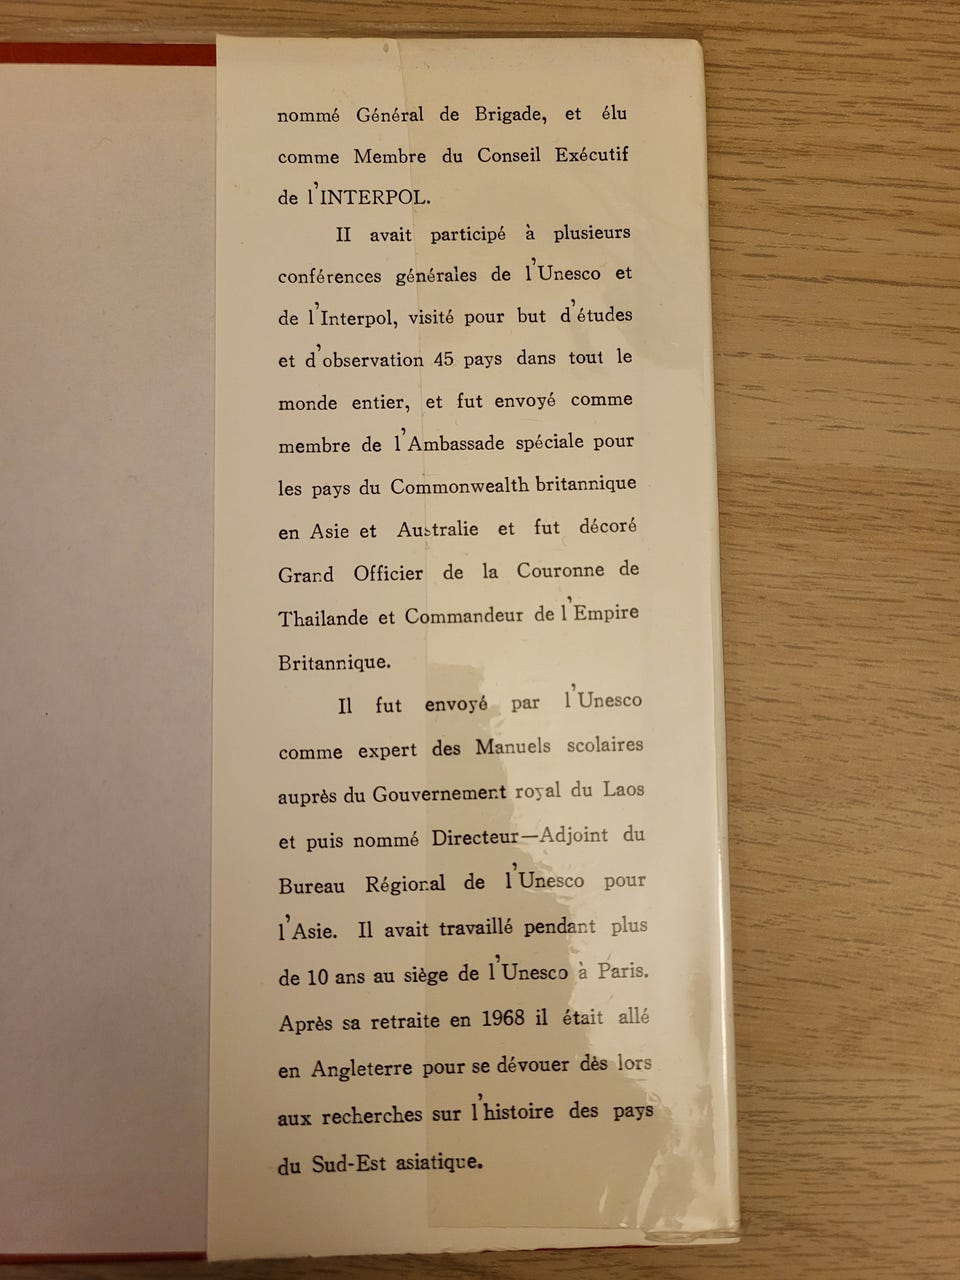 nommé Général de Brigade, et élu
comme Membre du Conseil Exécutif
de l'INTERPOL.
II avait participé à plusieurs
conférences générales de l'Unesco et
de l'Interpol, visité pour but d'études
et d'observation 45 pays dans tout le
monde entier, et fut envoyé comme
membre de l'Ambassade spéciale pour
les pays du Commonwealth britannique
en Asie et Australie et fut décoré
Grand Officier de la Couronne de
Thailande et Commandeur de l'Empire
Britannique.
Il fut envoyé par l'Unesco
comme expert des Manuels scolaires
auprès du Gouvernement royal du Laos
et puis nommé Directeur—Adjoint du
Bureau Régional de l'Unesco pour
l'Asie. Il avait travaillé pendant plus
de 10 ans au siège de l'Unesco à Paris.
Après sa retraite en 1968 il était allé
en Angleterre pour se dévouer dès lors
aux recherches sur l'histoire des pays
du Sud-Est asiatique.